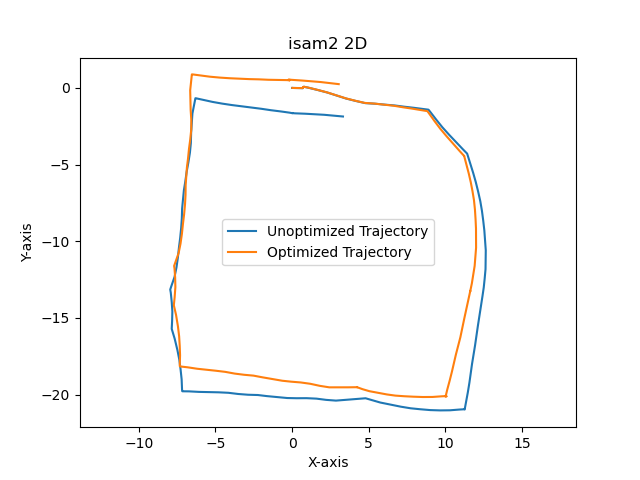 isam2 2D
0
−5
−10
−15
−20
Y-axis
Unoptimized Trajectory
Optimized Trajectory
−10
−5
0
5
10
15
X-axis